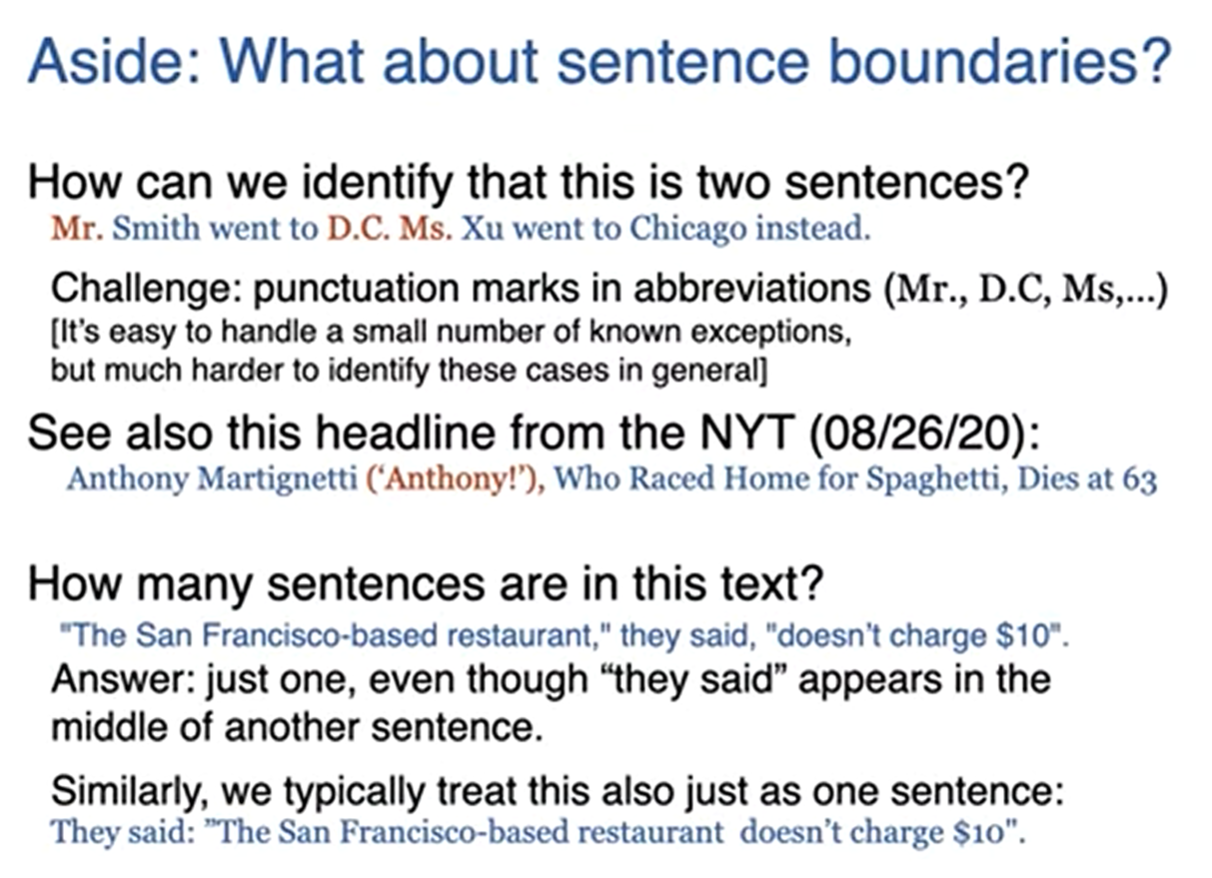 Aside: What about sentence boundaries?
How can we identify that this is two sentences?
Mr. Smith went to D.C. Ms. Xu went to Chicago instead.
Challenge: punctuation marks in abbreviations (Mr., D.C, Ms,...)
[It's easy to handle a small number of known exceptions,
but much harder to identify these cases in general]
See also this headline from the NYT (08/26/20):
Anthony Martignetti (‘Anthony!’), Who Raced Home for Spaghetti, Dies at 63
How many sentences are in this text?
"The San Francisco-based restaurant," they said, "doesn’t charge $10".
Answer: just one, even though “they said” appears in the
middle of another sentence.
Similarly, we typically treat this also just as one sentence:
They said: ”The San Francisco-based restaurant  doesn’t charge $10".